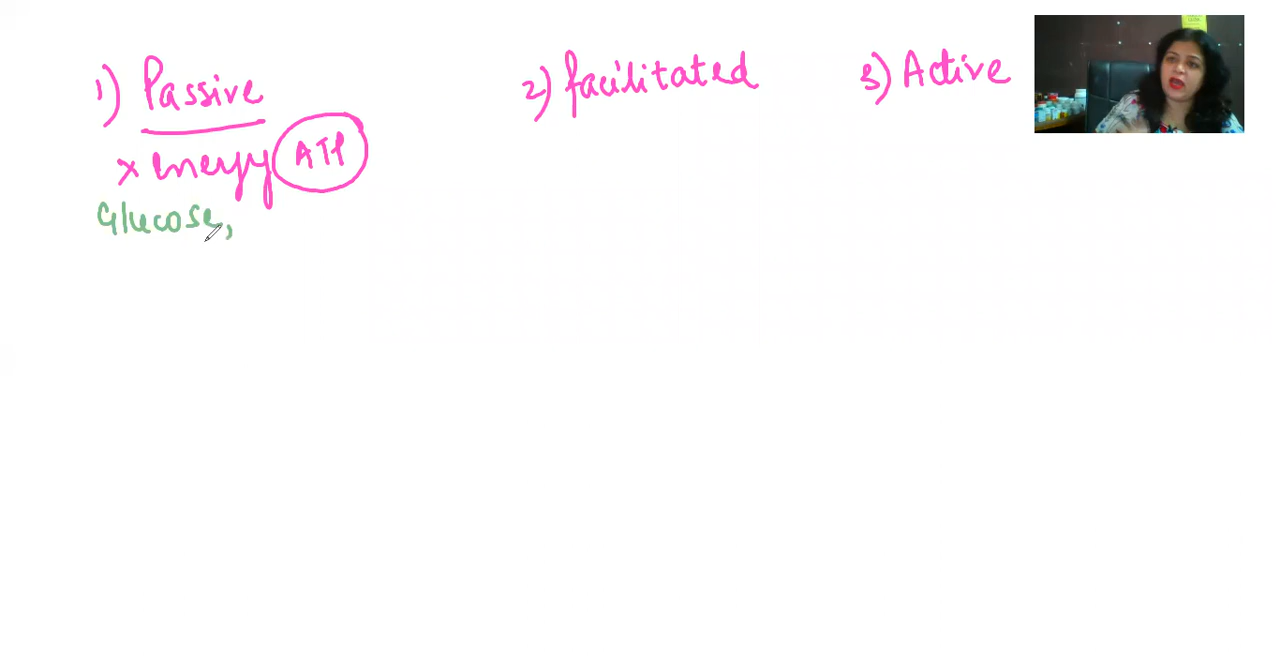 1) Passive
2) facilitated
3) Active
x energy ATP
Glucose,